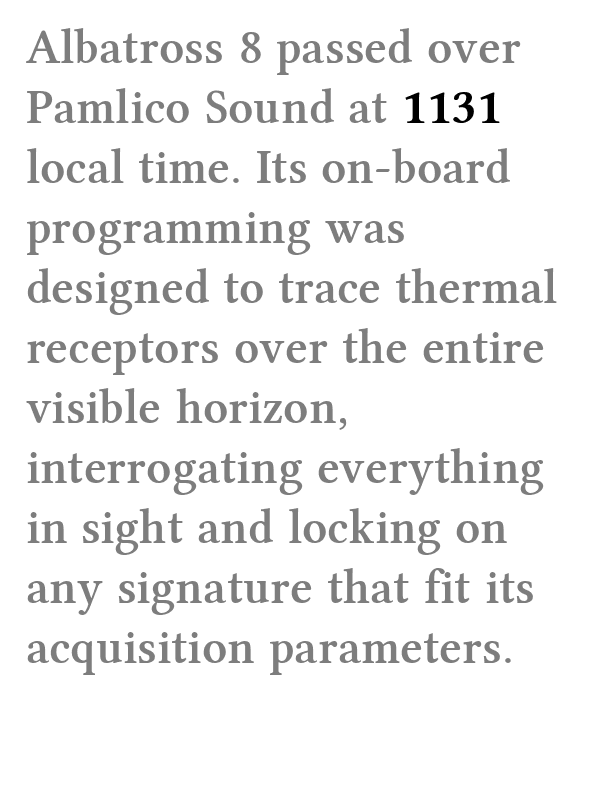 Albatross 8 passed over
Pamlico Sound at 1131
local time. Its on-board
programming was
designed to trace thermal
receptors over the entire
visible horizon,
interrogating everything
in sight and locking on
any signature that fit its
acquisition parameters.